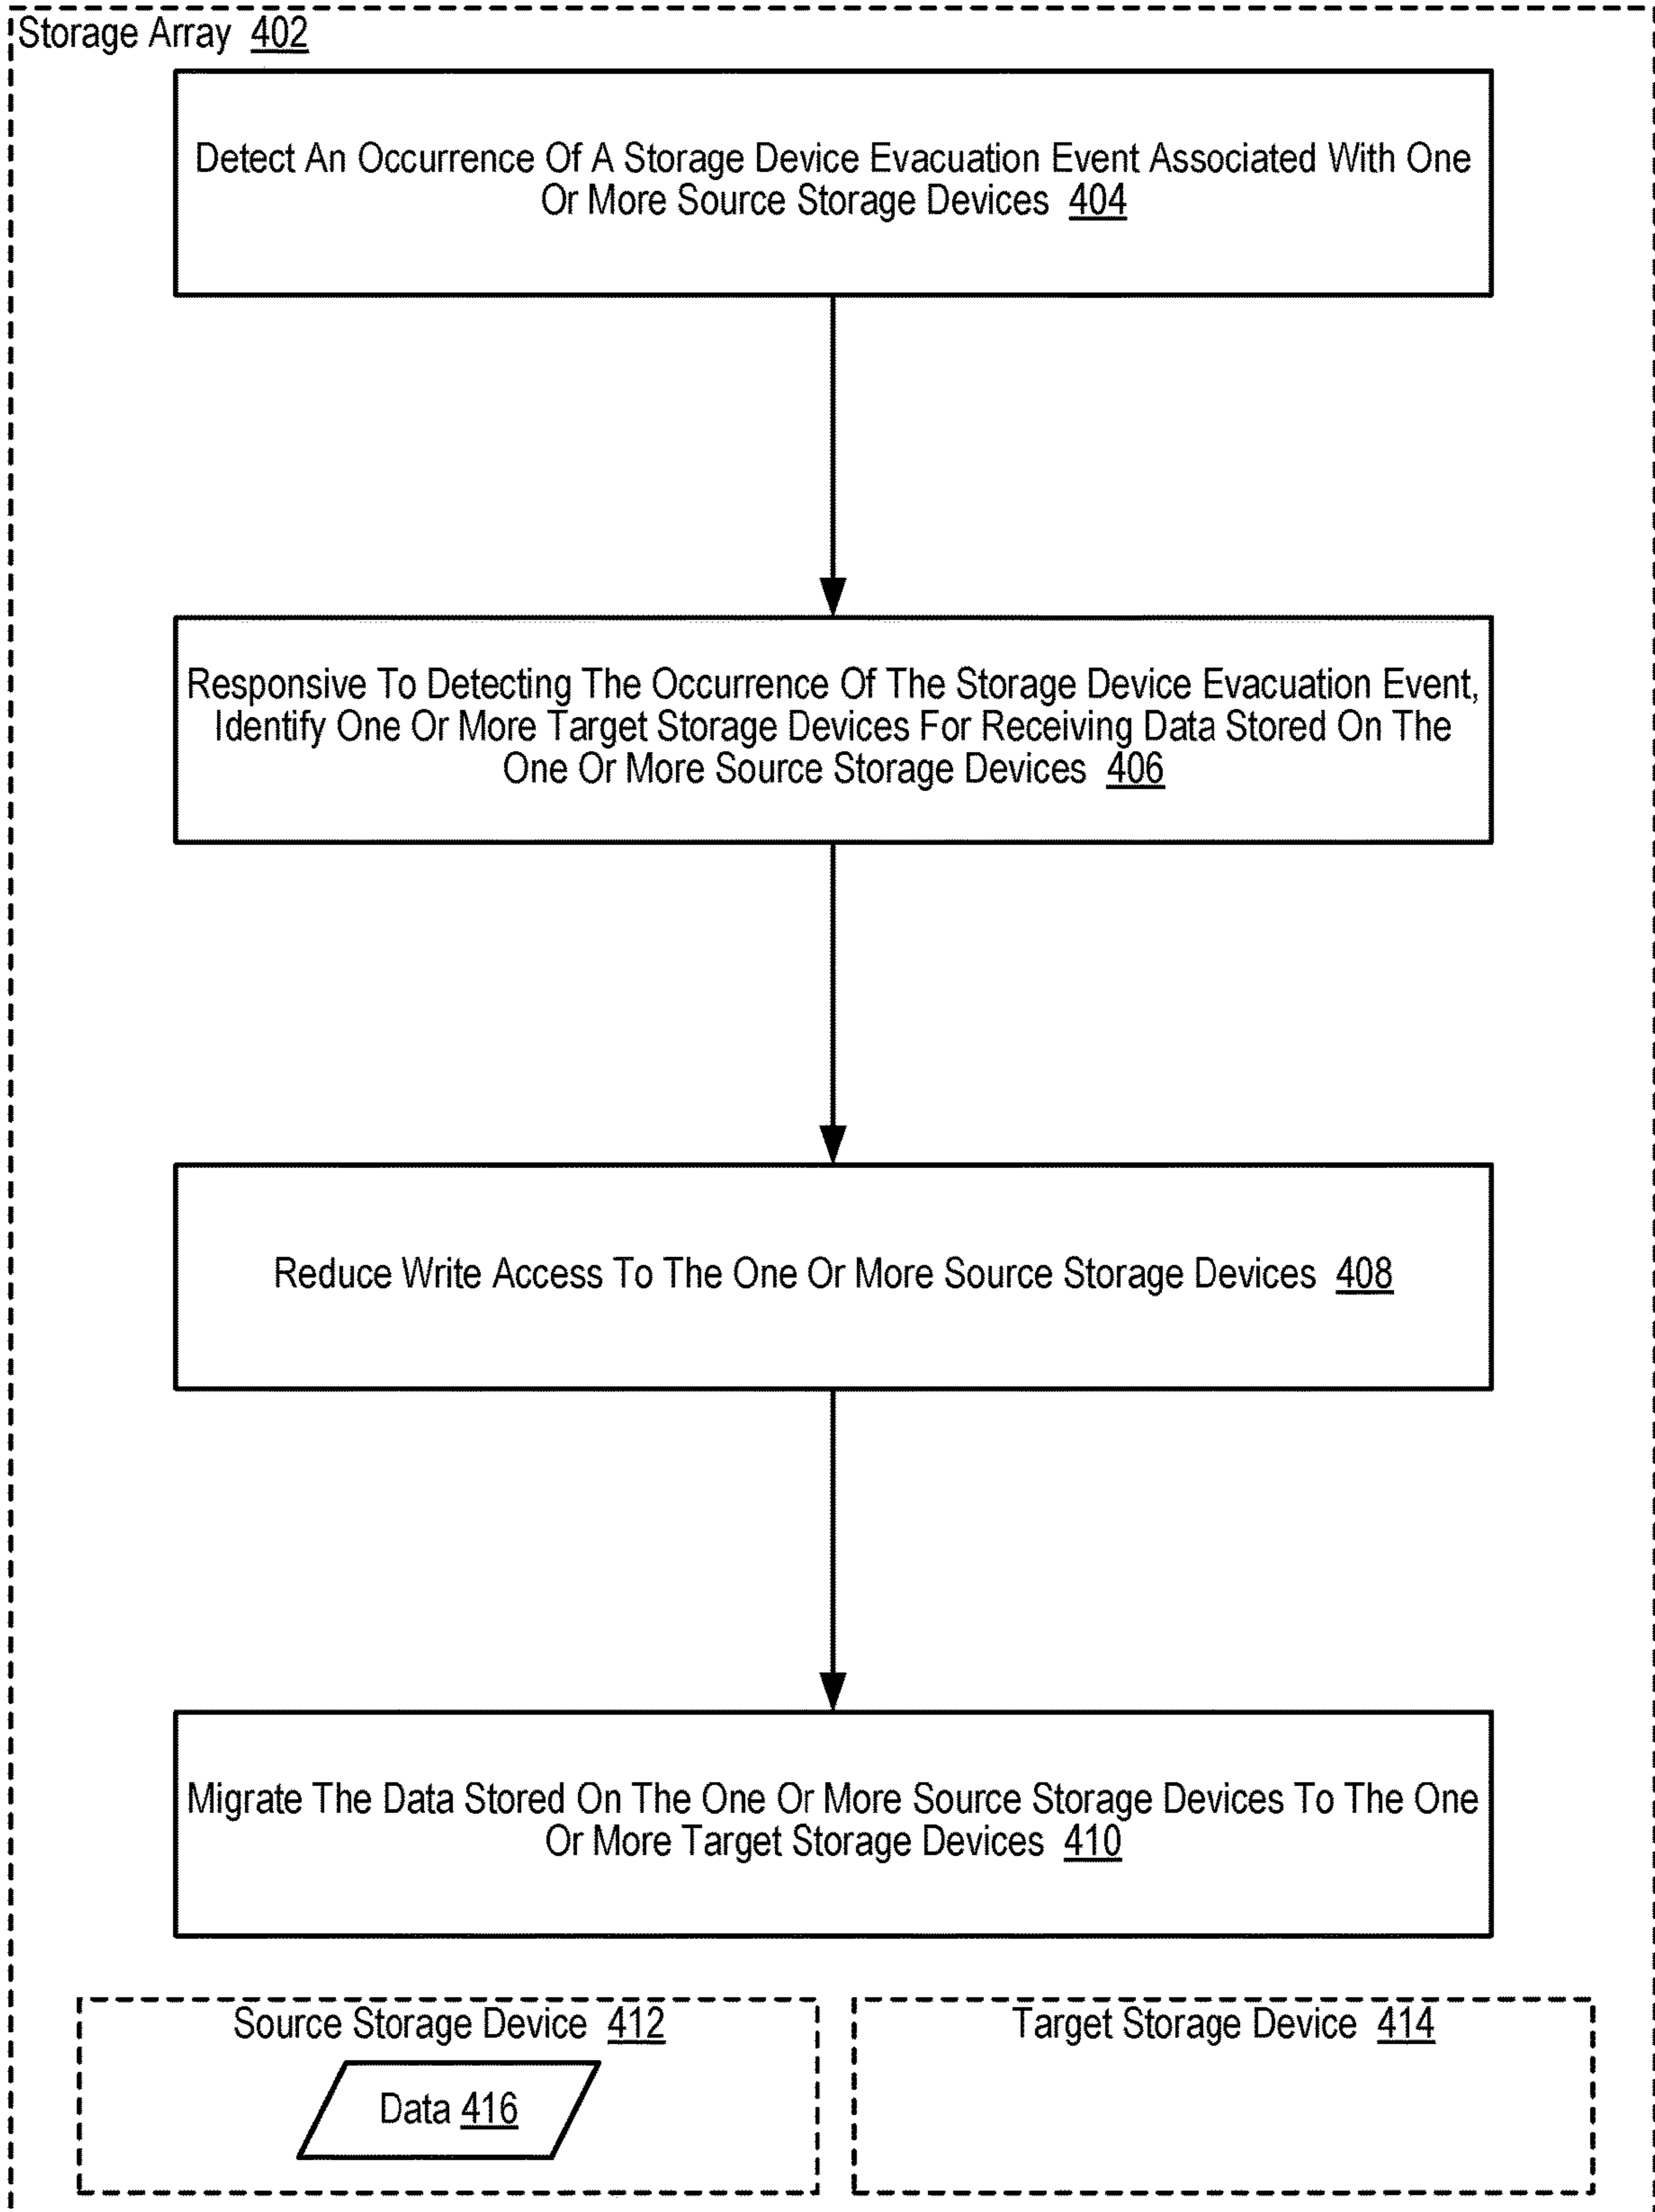 Storage Array 402
Detect An Occurrence Of A Storage Device Evacuation Event Associated With One
Or More Source Storage Devices 404
Responsive To Detecting The Occurrence Of The Storage Device Evacuation Event,
Identify One Or More Target Storage Devices For Receiving Data Stored On The
One Or More Source Storage Devices 406
Reduce Write Access To The One Or More Source Storage Devices 408
Migrate The Data Stored On The One Or More Source Storage Devices To The One
Or More Target Storage Devices 410
Source Storage Device 412
Data 416
Target Storage Device 414